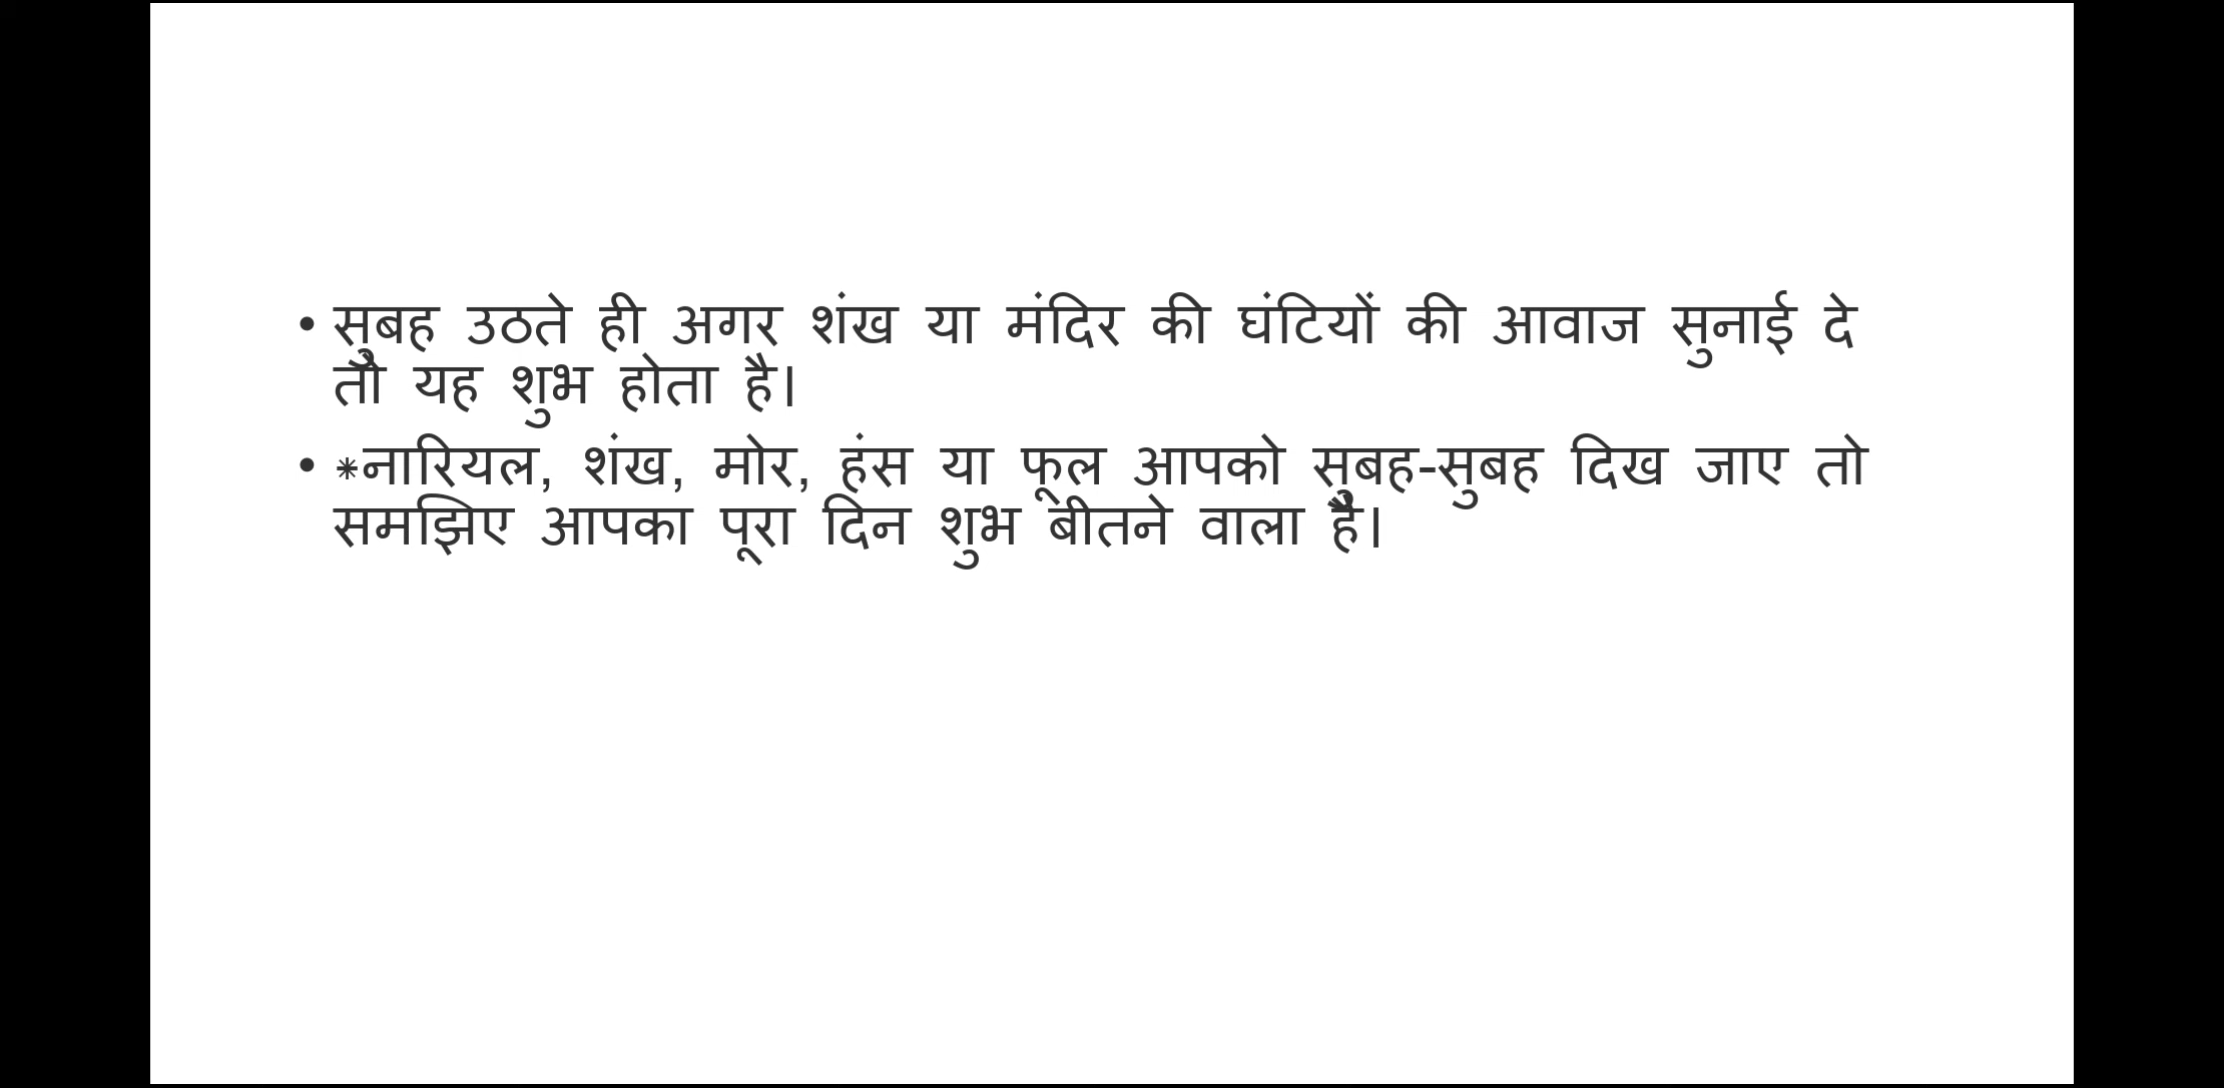 • सुबह उठते ही अगर शंख या मंदिर की घंटियों की आवाज सुनाई दे
तो यह शुभ होता है।
• *नारियल, शंख, मोर, हंस या फूल आपको सुबह-सुबह दिख जाए तो
समझिए आपका पूरा दिन शुभ बीतने वाला है।